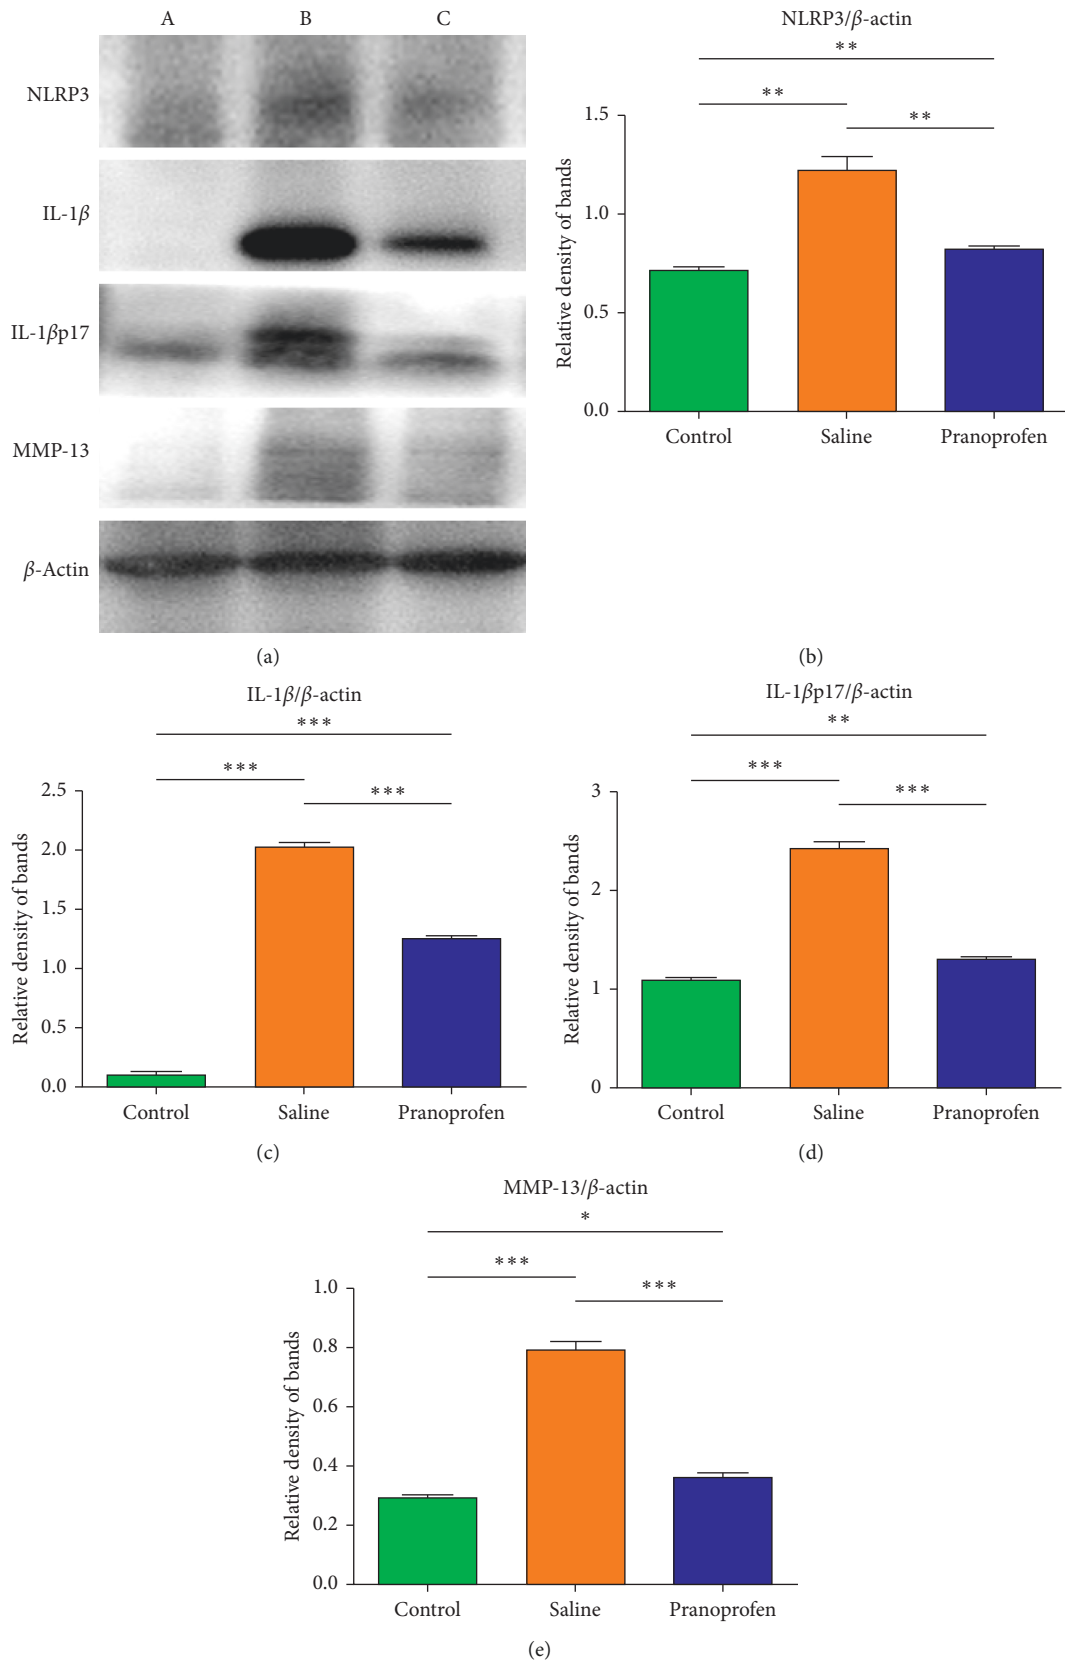 A B C
NLRP3
IL-1β
IL-1βp17
MMP-13
β-Actin
(a)
NLRP3/β-actin
**
**
**
Relative density of bands
1.5
1.0
0.5
0.0
Control Saline Pranoprofen
(b)
IL-1β/β-actin
***
***
***
Relative density of bands
2.5
2.0
1.5
1.0
0.5
0.0
Control Saline Pranoprofen
(c)
IL-1βp17/β-actin
**
***
***
Relative density of bands
3
2
1
0
Control Saline Pranoprofen
(d)
MMP-13/β-actin
*
***
***
Relative density of bands
1.0
0.8
0.6
0.4
0.2
0.0
Control Saline Pranoprofen
(e)